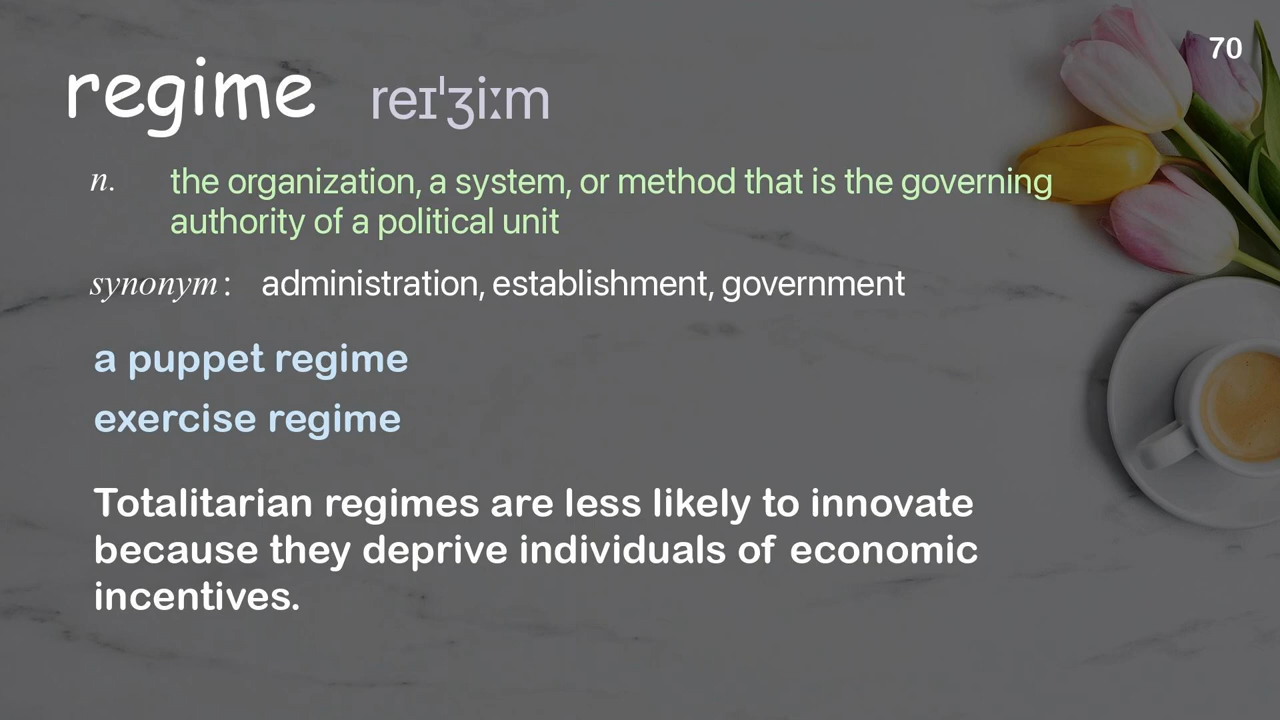 70
regime reɪˈʒiːm
n. the organization, a system, or method that is the governing
authority of a political unit
synonym : administration, establishment, government
a puppet regime
exercise regime
Totalitarian regimes are less likely to innovate
because they deprive individuals of economic
incentives.